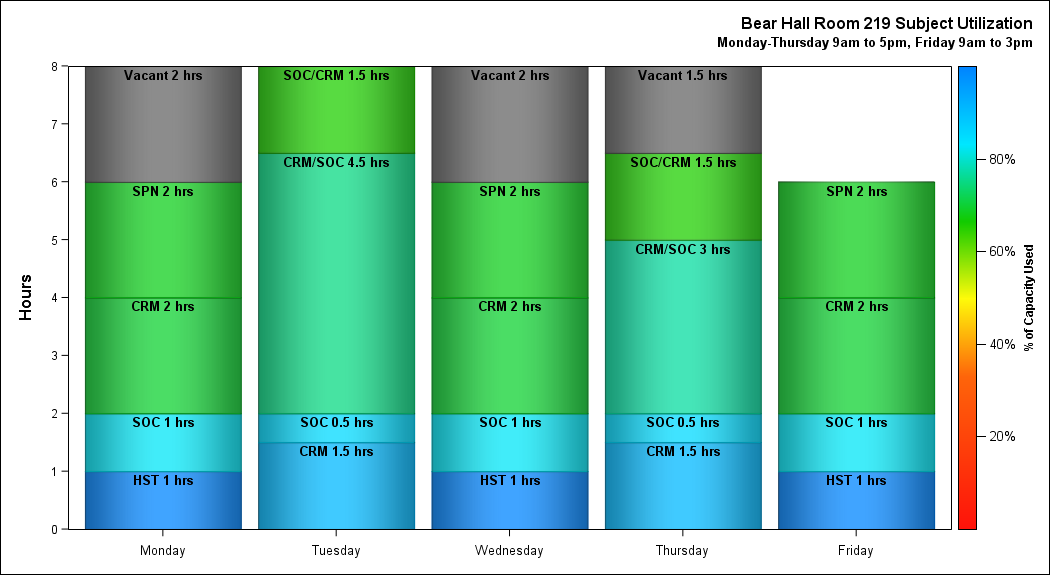 Bear Hall Room 219 Subject Utilization
Monday-Thursday 9am to 5pm, Friday 9am to 3pm
Hours
8
7
6
5
4
3
2
1
0
Vacant 2 hrs
SPN 2 hrs
CRM 2 hrs
SOC 1 hrs
HST 1 hrs
SOC/CRM 1.5 hrs
CRM/SOC 4.5 hrs
SOC 0.5 hrs
CRM 1.5 hrs
Vacant 2 hrs
SPN 2 hrs
CRM 2 hrs
SOC 1 hrs
HST 1 hrs
Vacant 1.5 hrs
SOC/CRM 1.5 hrs
CRM/SOC 3 hrs
SOC 0.5 hrs
CRM 1.5 hrs
SPN 2 hrs
CRM 2 hrs
SOC 1 hrs
HST 1 hrs
Monday
Tuesday
Wednesday
Thursday
Friday
80%
60%
40%
20%
% of Capacity Used